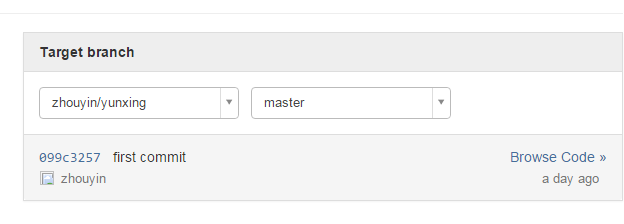 Target branch
zhouyin/yunxing master
099c3257 first commit Browse Code »
zhouyin a day ago